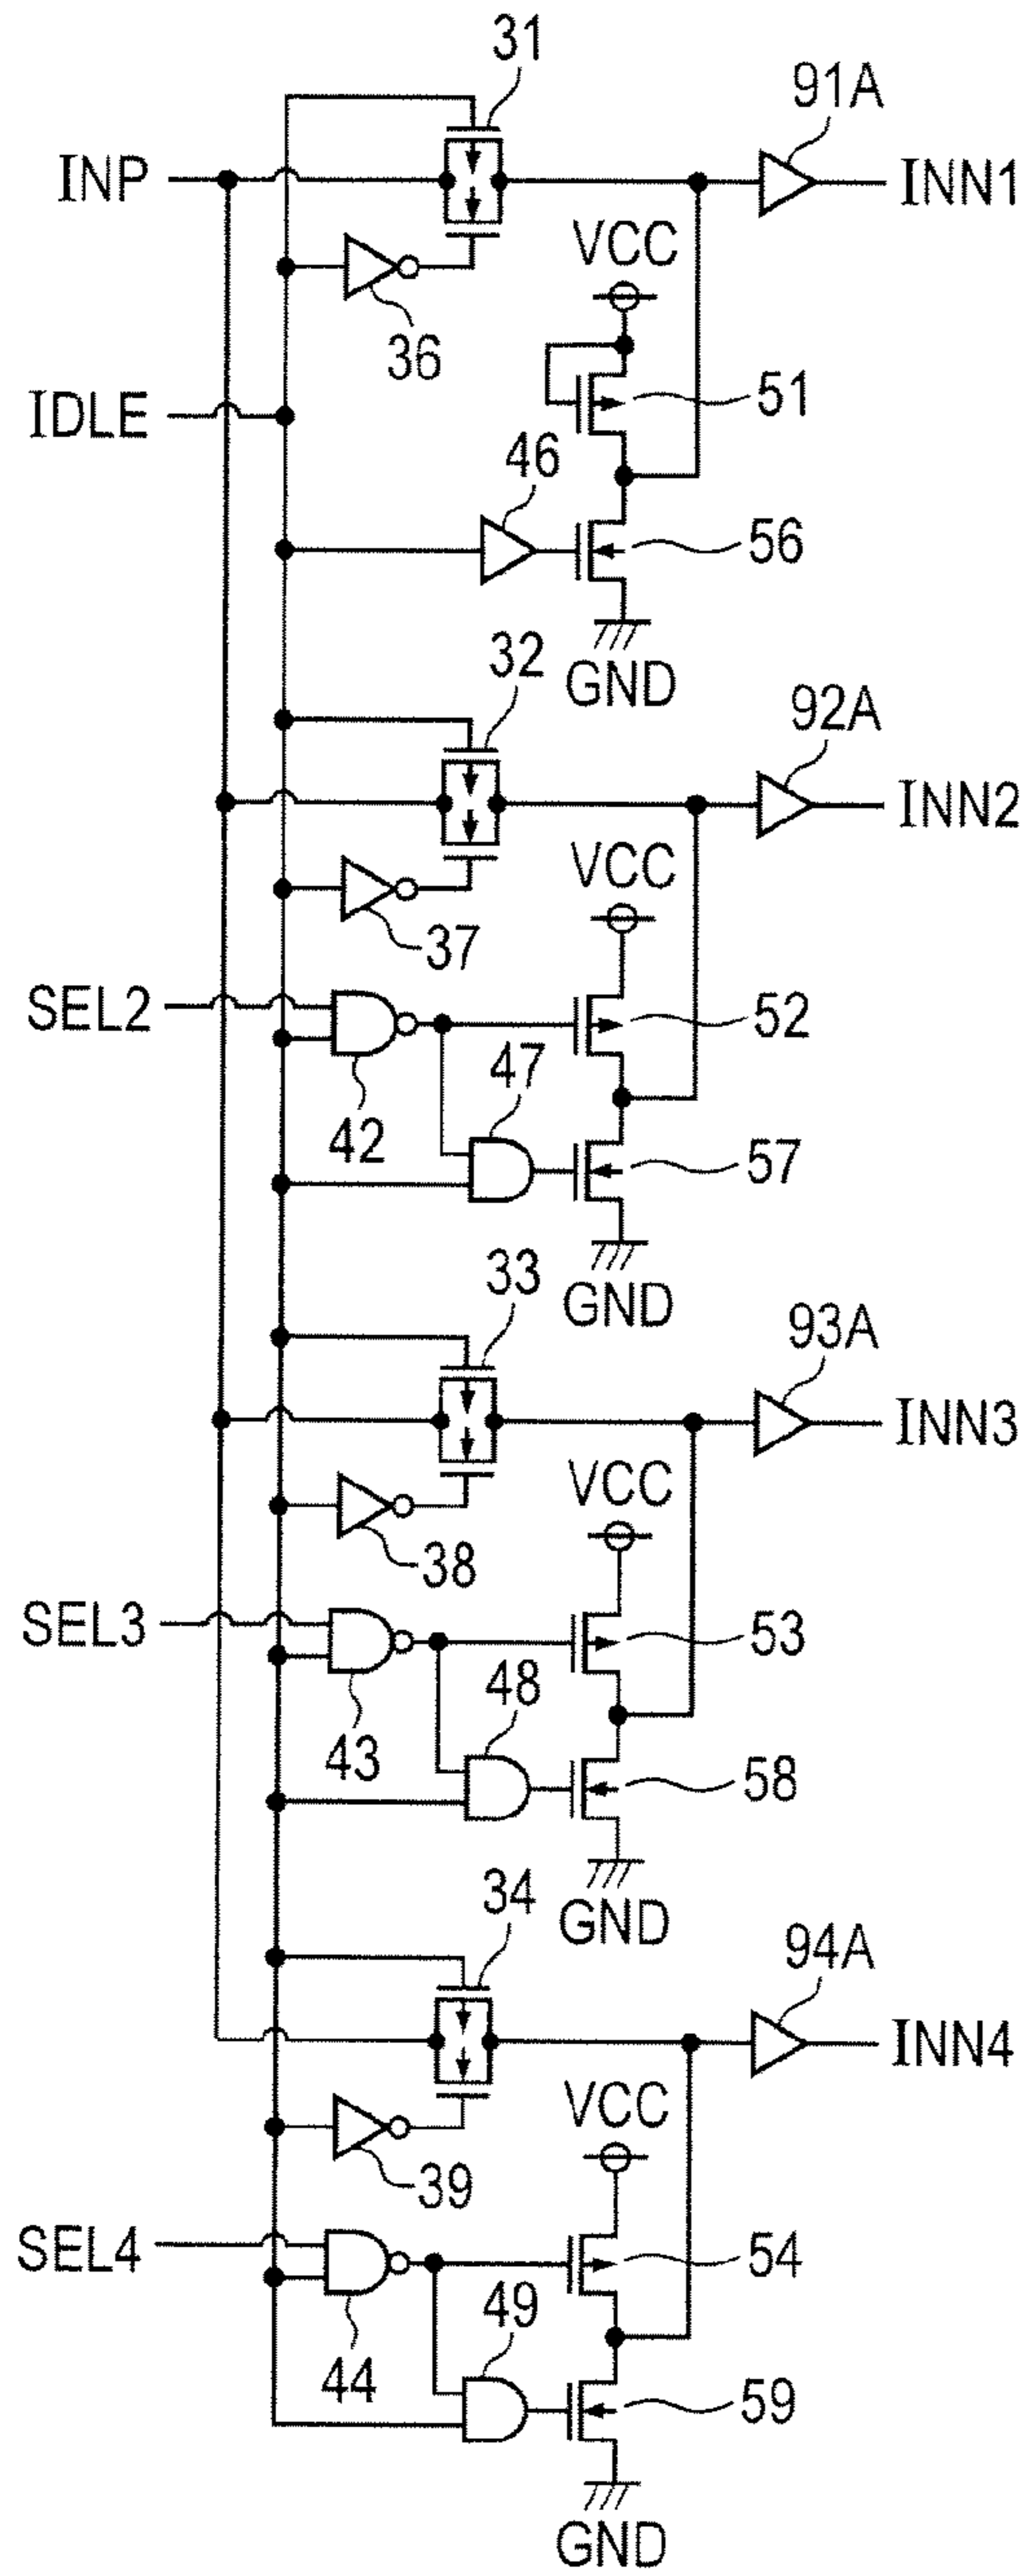 31
91A
INP
INN1
VCC
36
51
IDLE
46
56
GND
32
92A
INN2
VCC
37
SEL2
52
47
42
57
GND
33
93A
INN3
VCC
38
SEL3
53
48
43
58
GND
34
94A
INN4
VCC
39
SEL4
54
49
44
59
GND